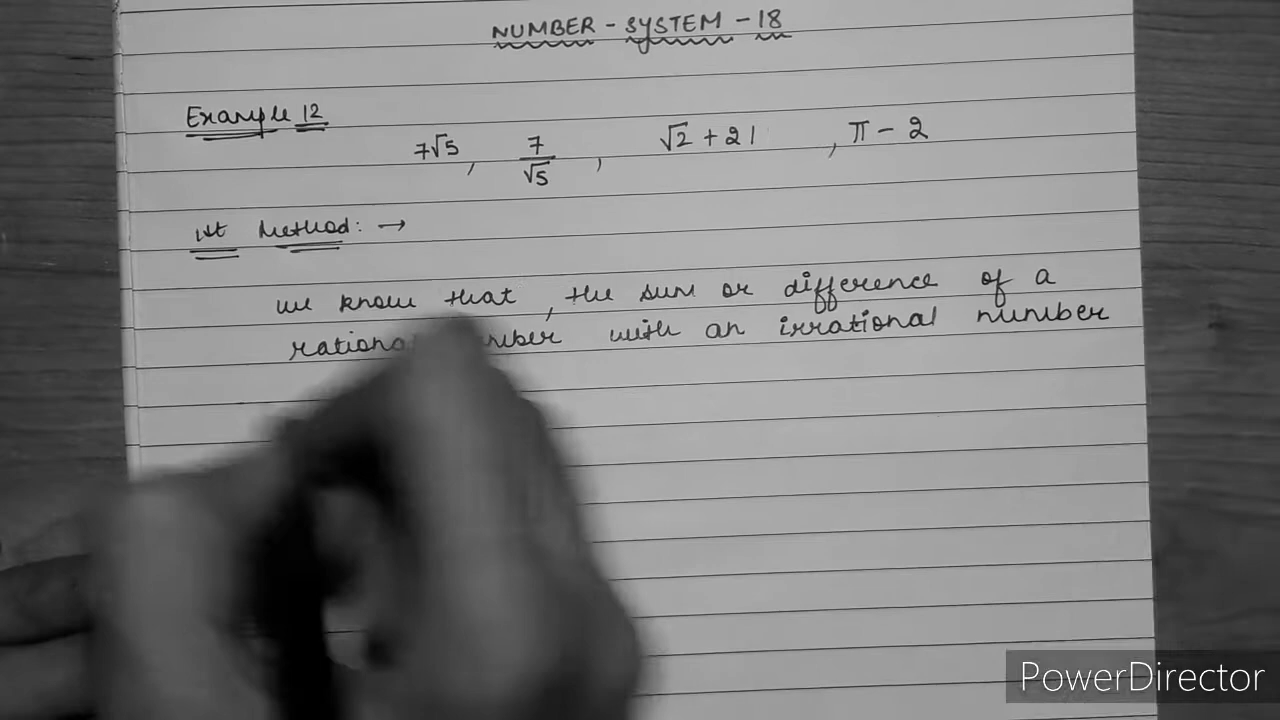 NUMBER - SYSTEM - 18
Example 12
7√5, 7/√5, √2 + 21, π - 2
1st Method: →
we know that, the sum or difference of a
rational number with an irrational number
PowerDirector